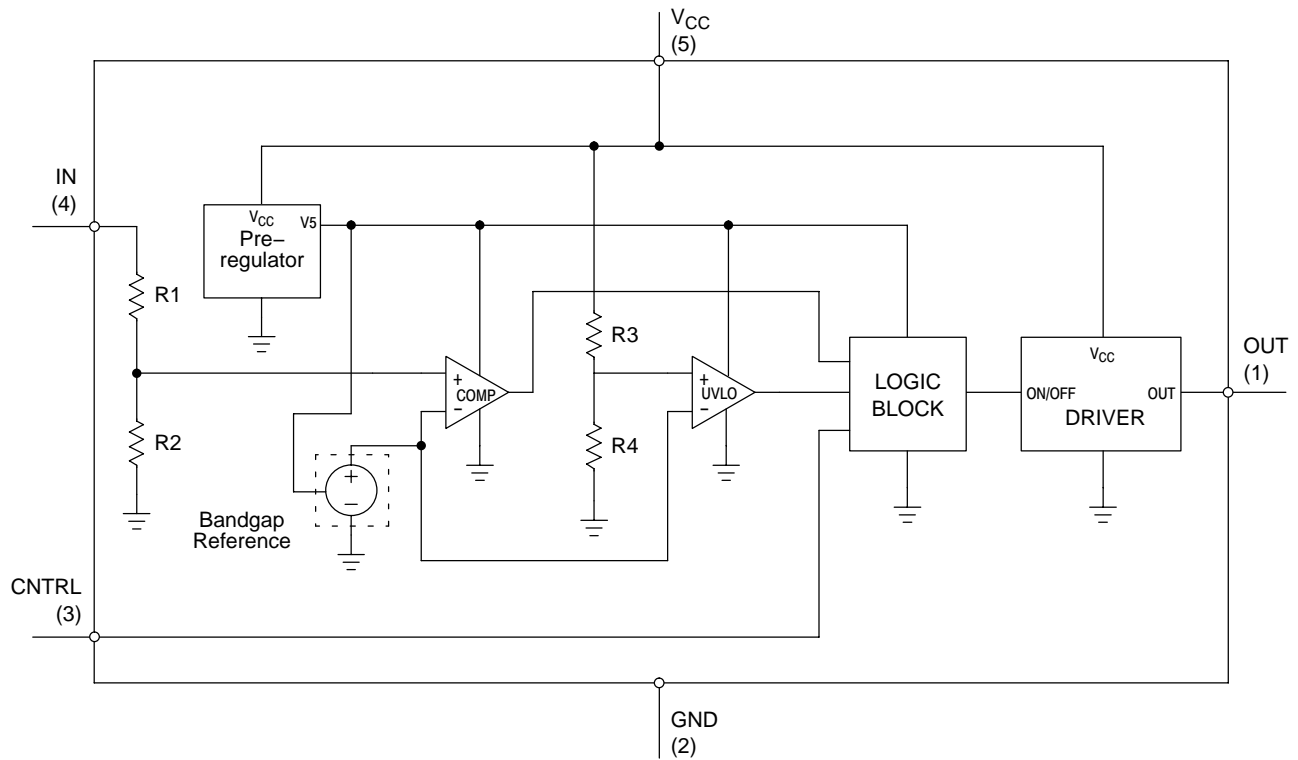 VCC
(5)
IN
(4)
VCC
V5
Pre–
regulator
R1
R2
R3
R4
+
–
COMP
+
–
UVLO
+
–
Bandgap
Reference
LOGIC
BLOCK
VCC
ON/OFF
OUT
DRIVER
OUT
(1)
CNTRL
(3)
GND
(2)